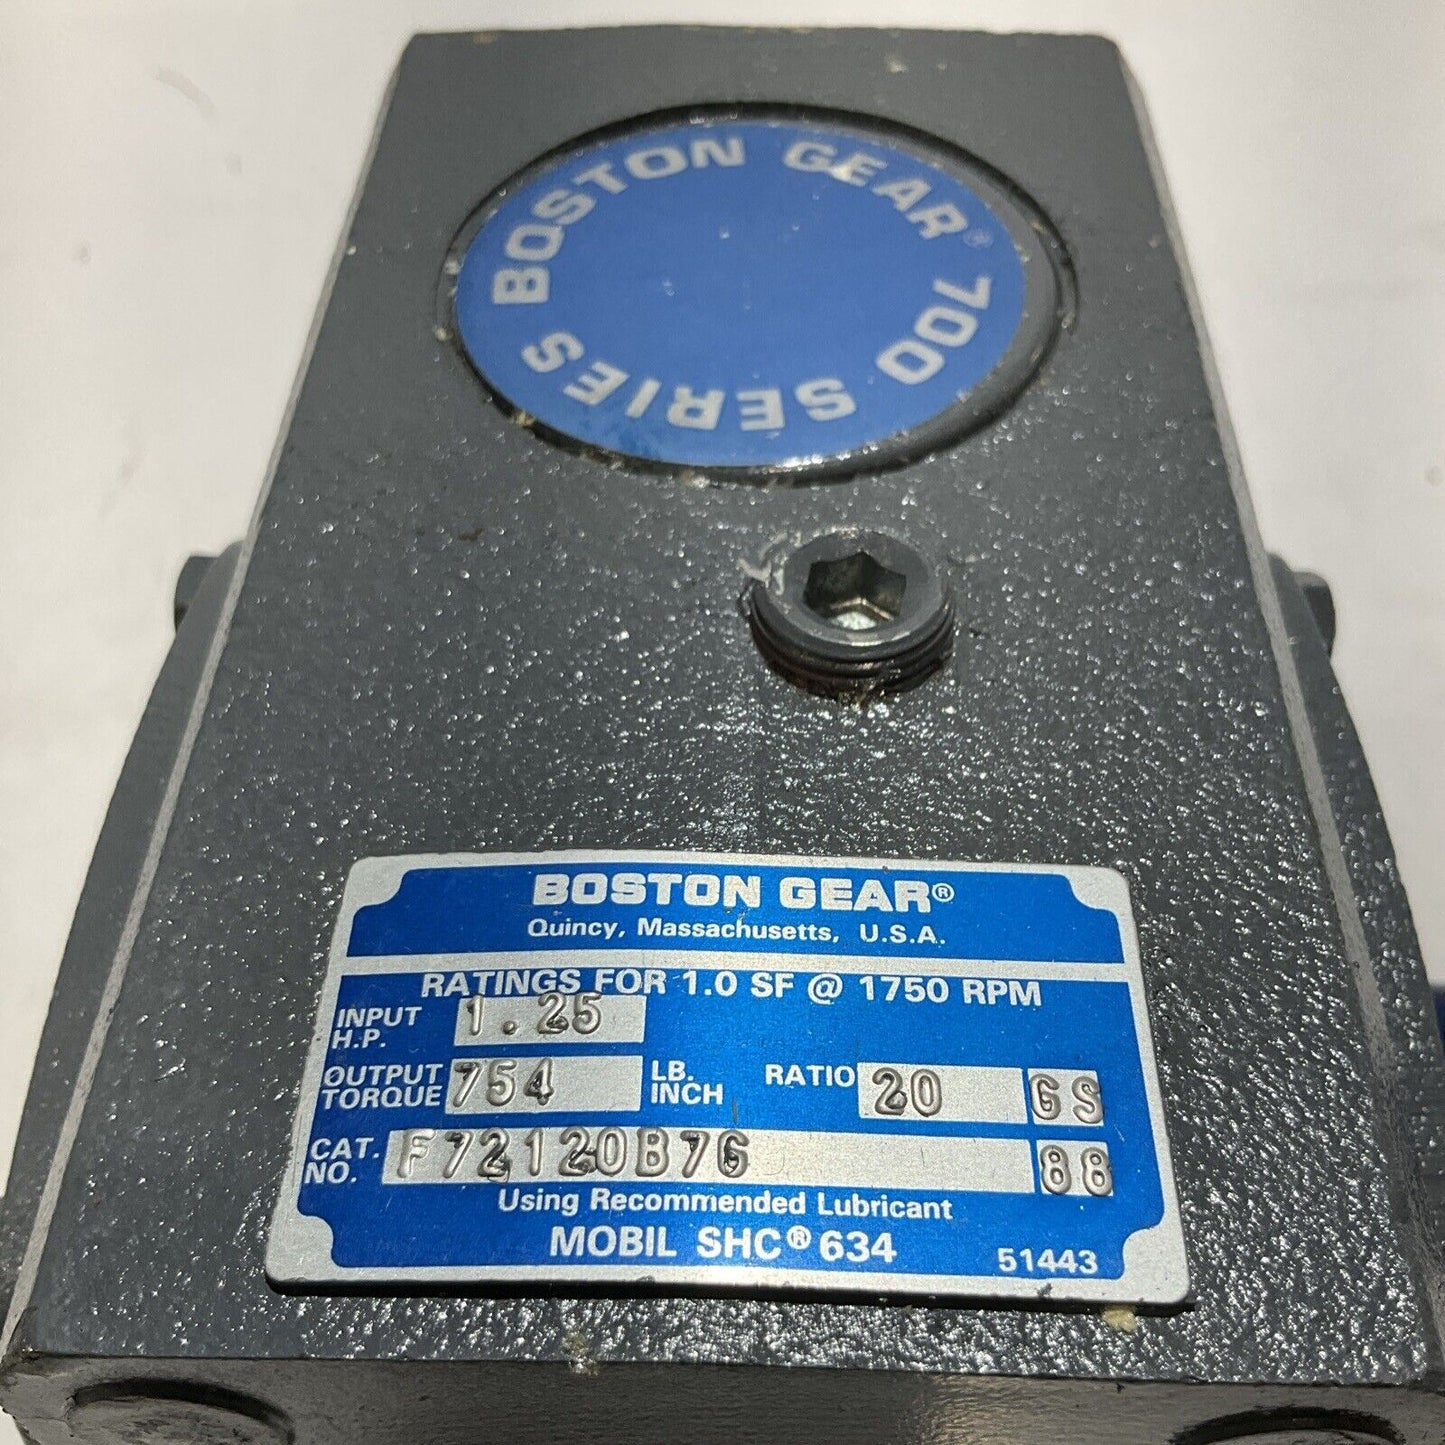 BOSTON GEAR® 700 SERIES
BOSTON GEAR®
Quincy, Massachusetts, U.S.A.
RATINGS FOR 1.0 SF @ 1750 RPM
INPUT H.P. 1.25
OUTPUT TORQUE 754 LB. INCH RATIO 20 GS
CAT. NO. F72120B7G 88
Using Recommended Lubricant
MOBIL SHC® 634
51443